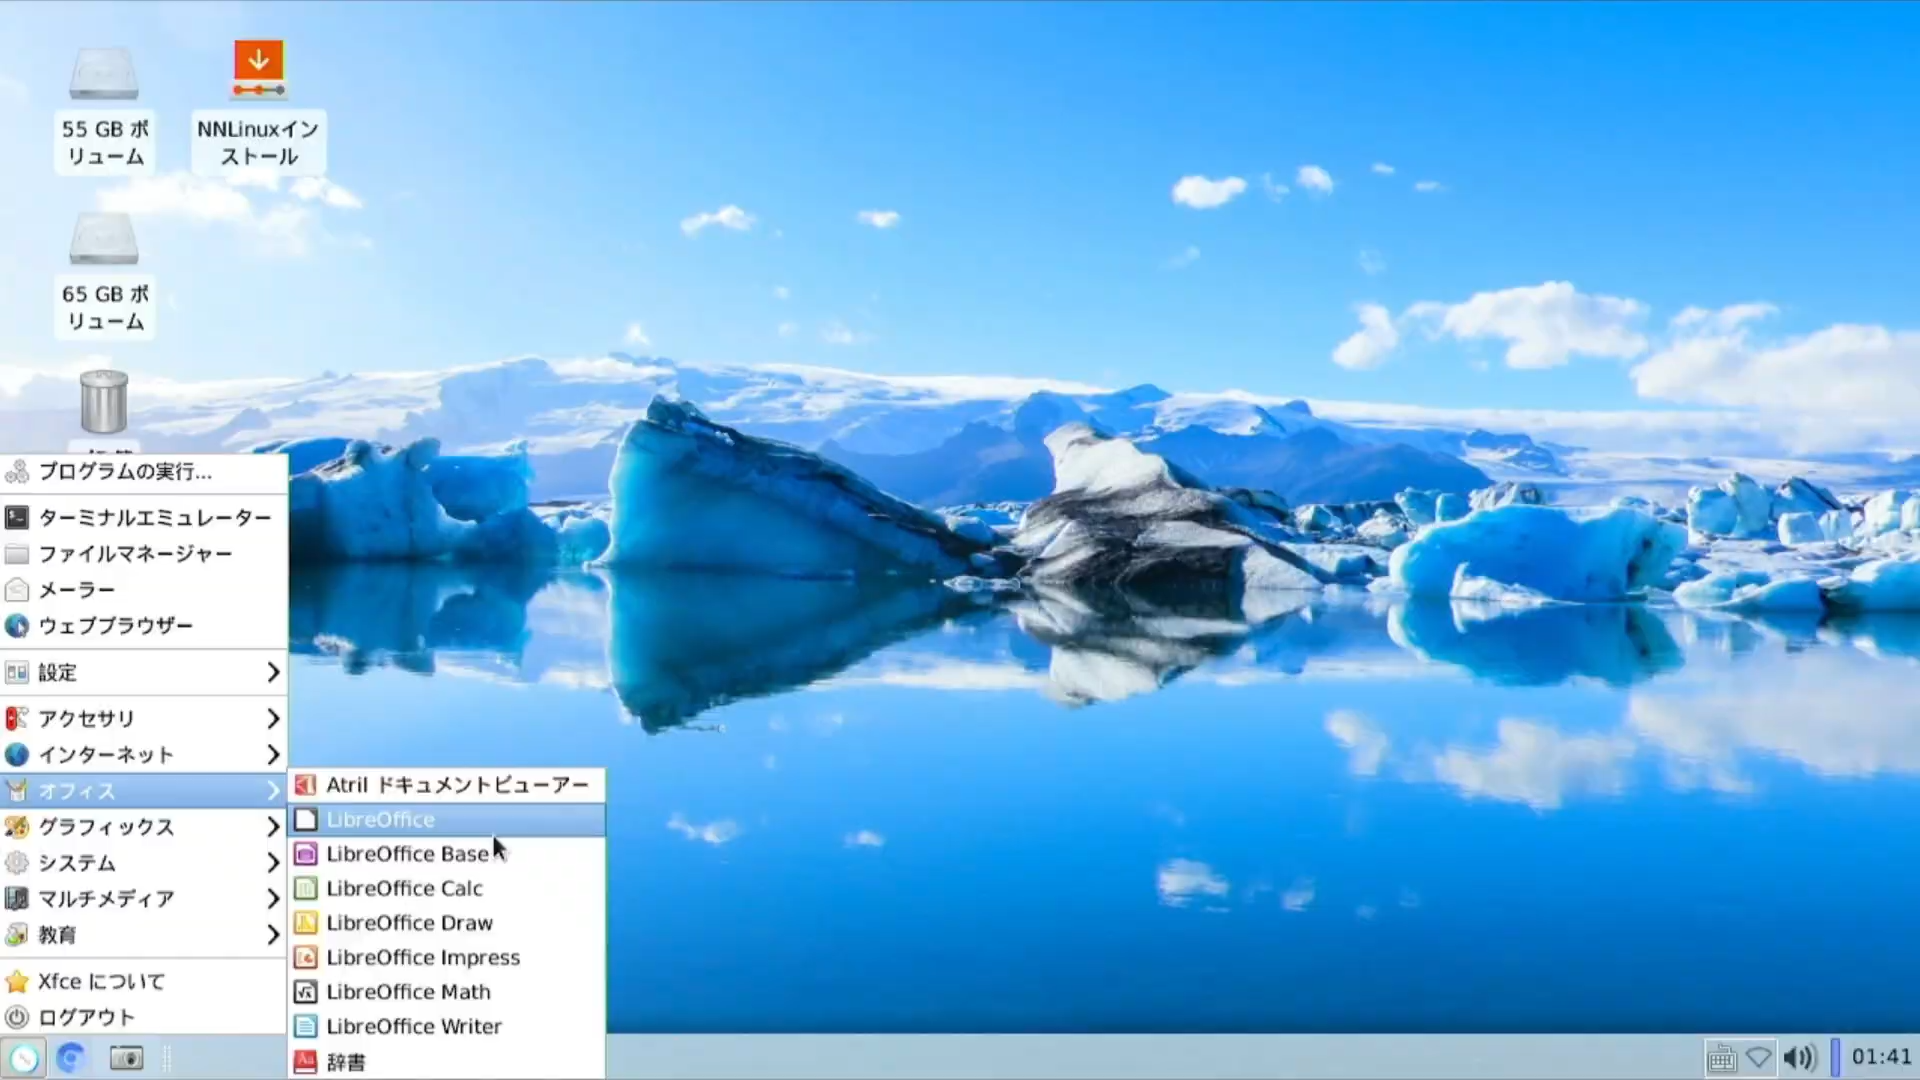 55 GB ボ
リューム
NNLinuxイン
ストール
65 GB ボ
リューム
プログラムの実行...
ターミナルエミュレーター
ファイルマネージャー
メーラー
ウェブブラウザー
設定
アクセサリ
インターネット
オフィス
グラフィックス
システム
マルチメディア
教育
Xfce について
ログアウト
Atril ドキュメントビューアー
LibreOffice
LibreOffice Base
LibreOffice Calc
LibreOffice Draw
LibreOffice Impress
LibreOffice Math
LibreOffice Writer
辞書
01:41